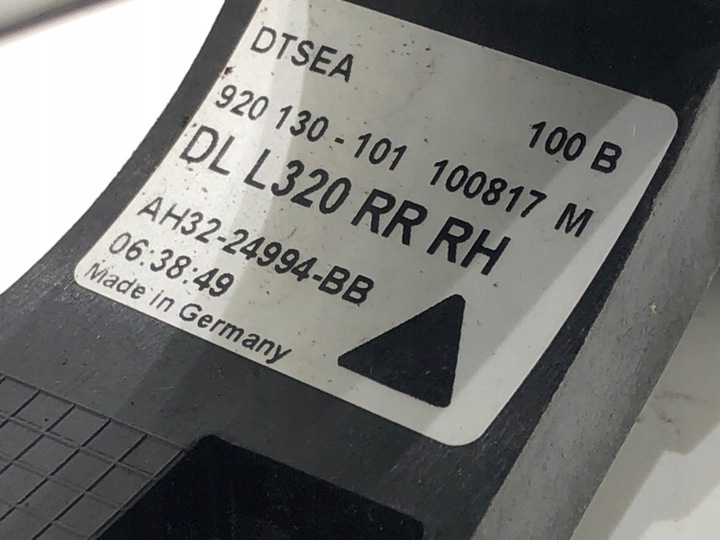 DTSEA
100 B
920 130 - 101 100817 M
DL L320 RR RH
AH32-24994-BB
06:38:49
Made in Germany